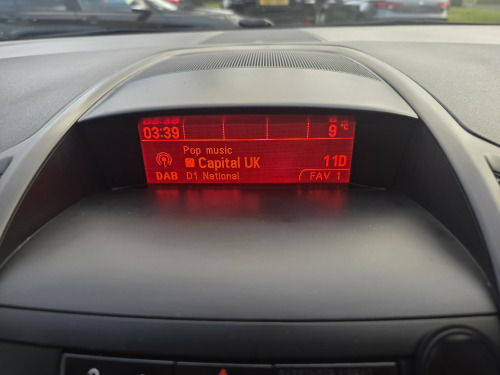 03:39 9 °C
Pop music
Capital UK 11D
DAB D1 National FAV 1